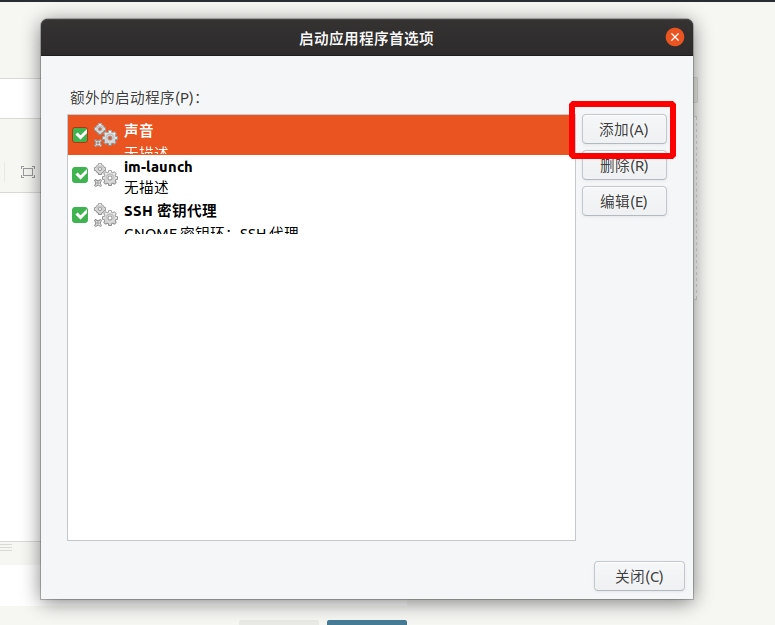 启动应用程序首选项
额外的启动程序(P)：
声音
无描述
im-launch
无描述
SSH 密钥代理
GNOME 密钥环：SSH 代理
添加(A)
删除(R)
编辑(E)
关闭(C)